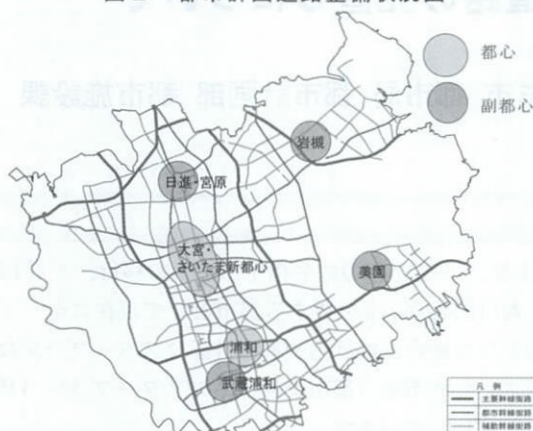 都心
副都心
岩槻
日進・宮原
大宮・
さいたま新都心
美園
浦和
武蔵浦和
凡例
主要幹線街路
都市幹線街路
補助幹線街路